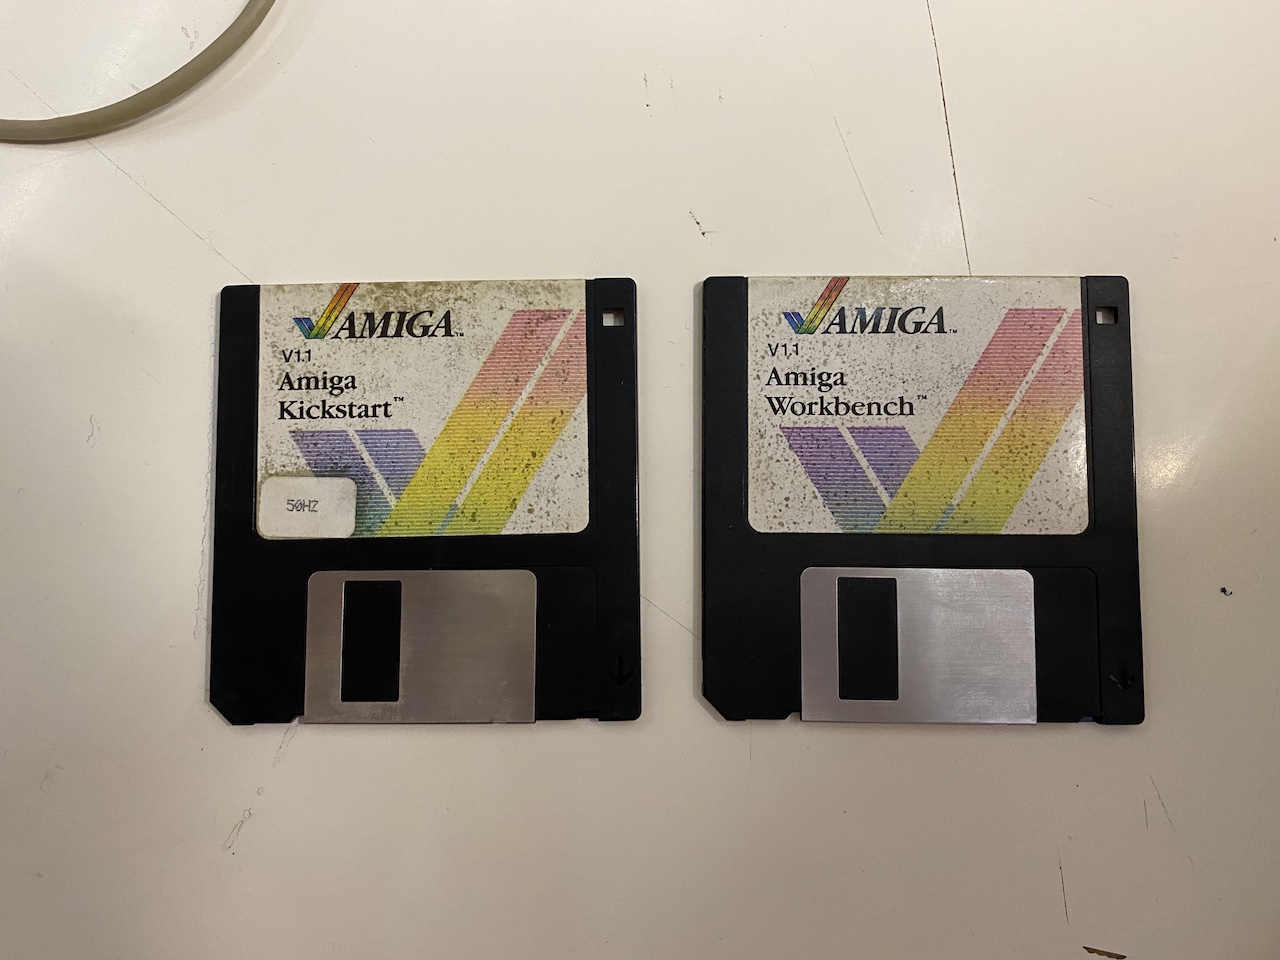 AMIGA™
V1.1
Amiga
Kickstart™
50HZ
AMIGA™
V1.1
Amiga
Workbench™